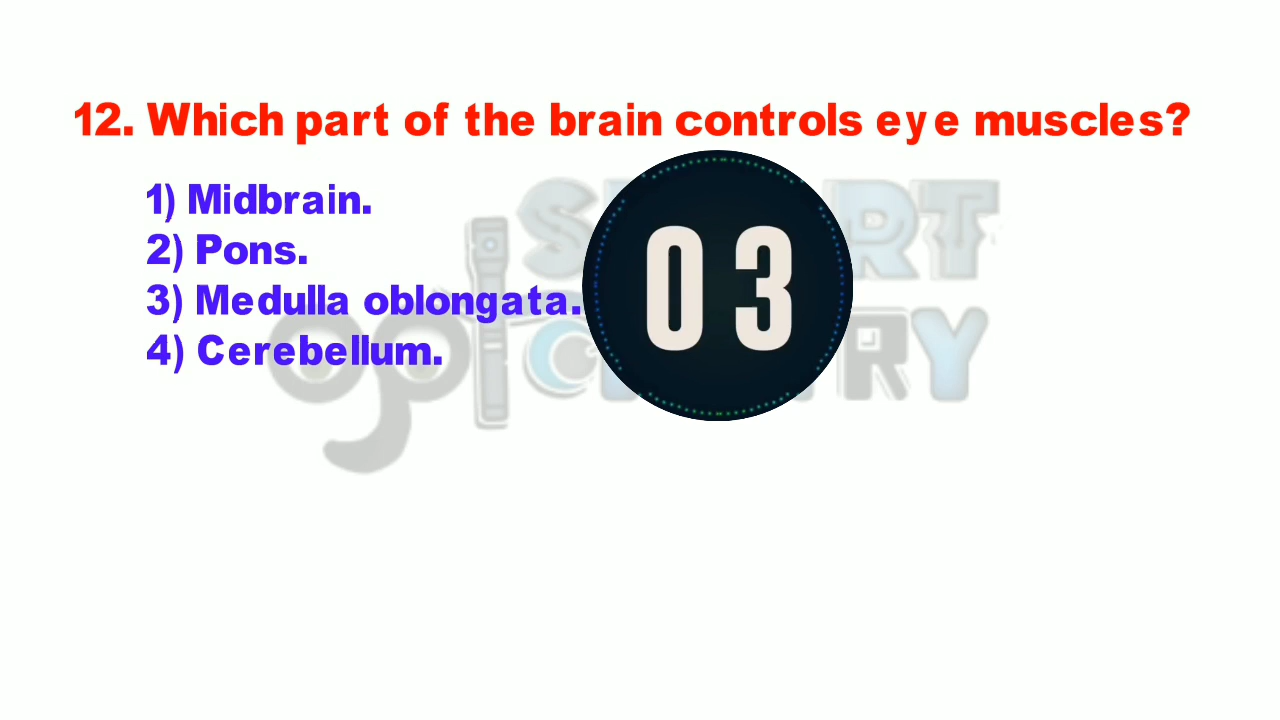 12. Which part of the brain controls eye muscles?
1) Midbrain.
2) Pons.
3) Medulla oblongata.
4) Cerebellum.
03